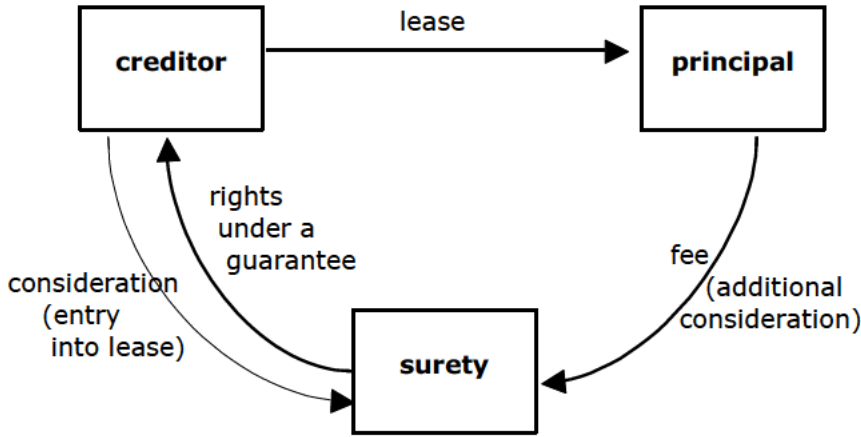 lease
creditor
principal
rights
under a
guarantee
consideration
(entry
into lease)
fee
(additional
consideration)
surety